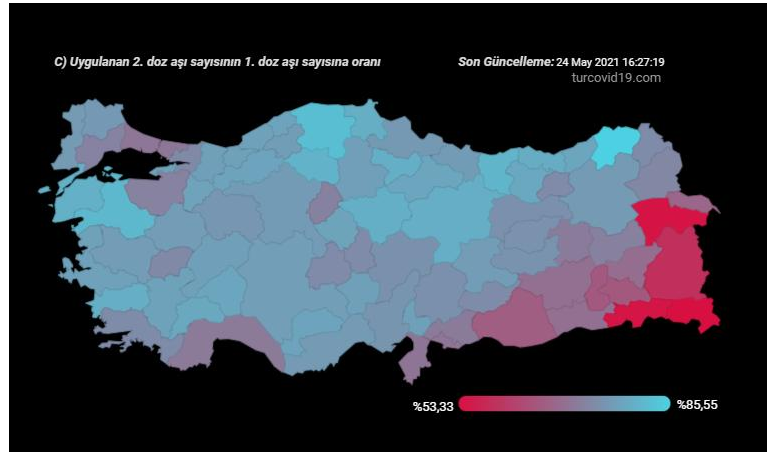 C) Uygulanan 2. doz aşı sayısının 1. doz aşı sayısına oranı
Son Güncelleme: 24 May 2021 16:27:19
turcovid19.com
%53,33
%85,55